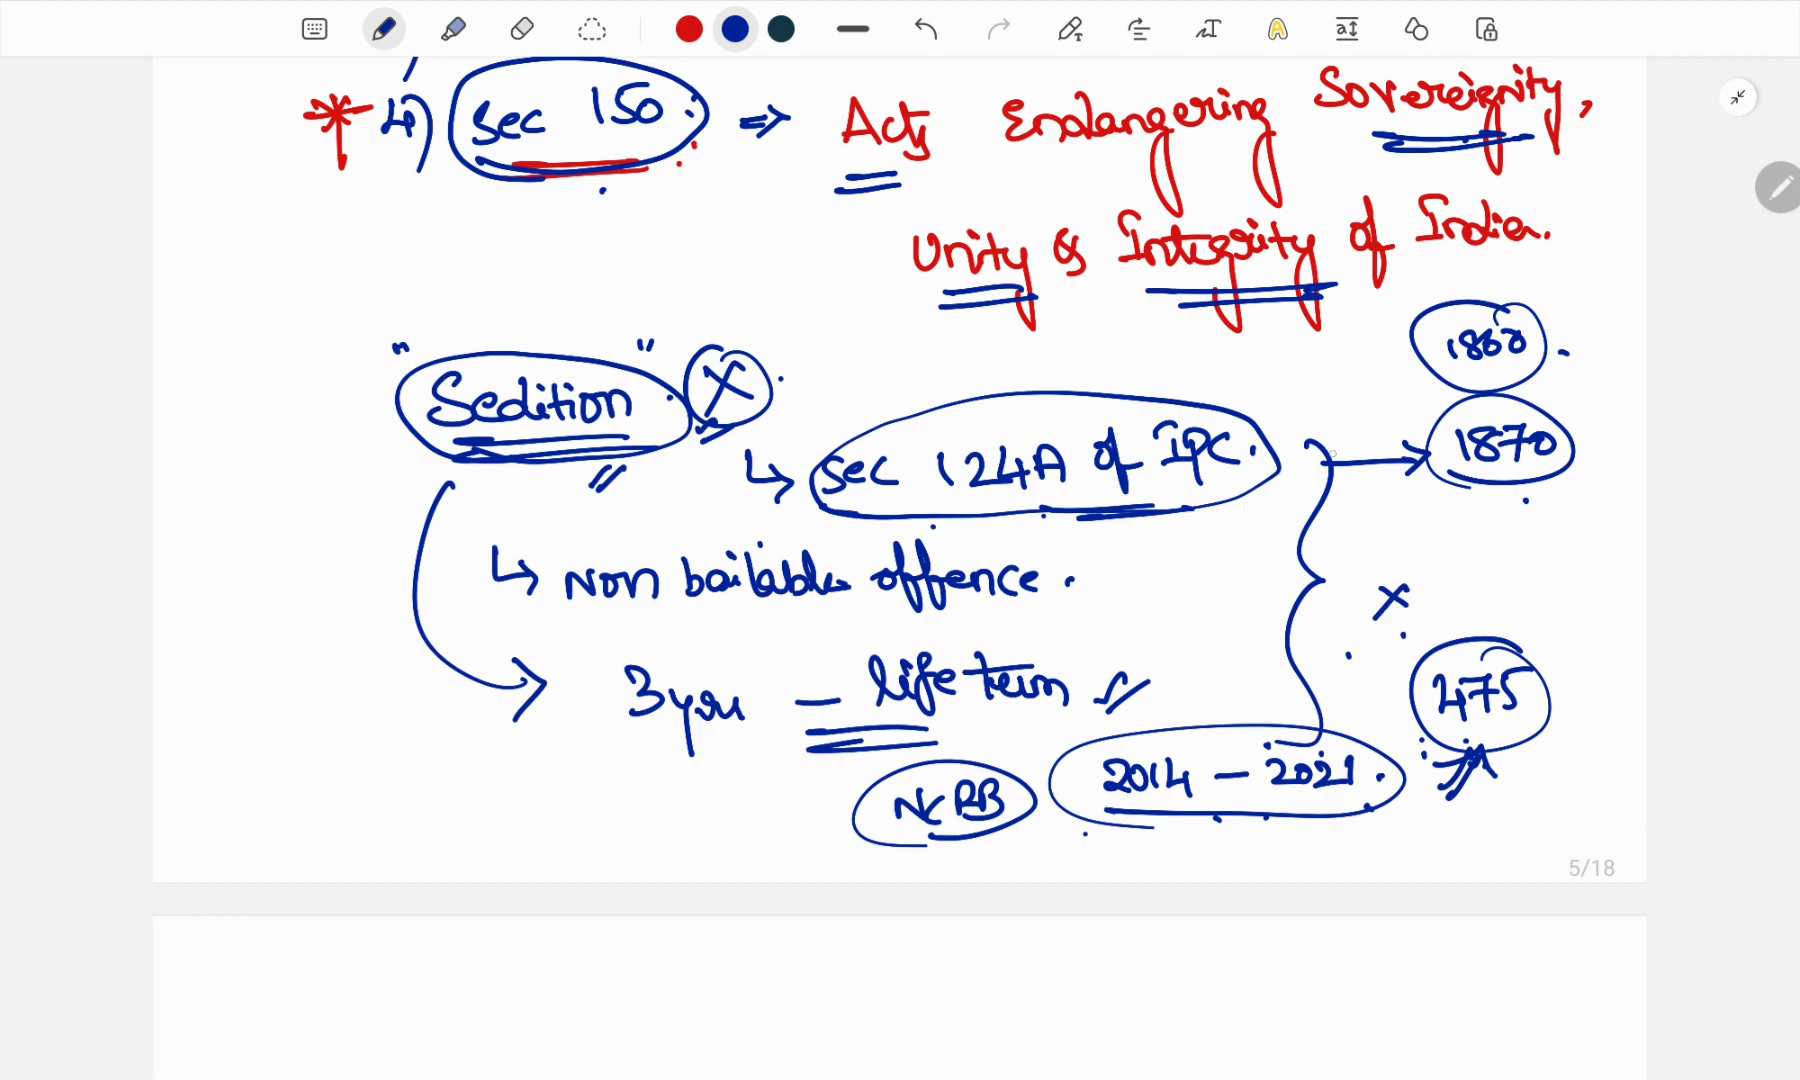 4) Sec 150 ⇒ Acts Endangering Sovereignty,
Unity & Integrity of India.
1860
"Sedition" X
↳ Sec 124A of IPC. → 1870
↳ Non bailable offence.
X
→ 3 yrs — life term ✓
475
NCRB 2014 – 2021.
5/18